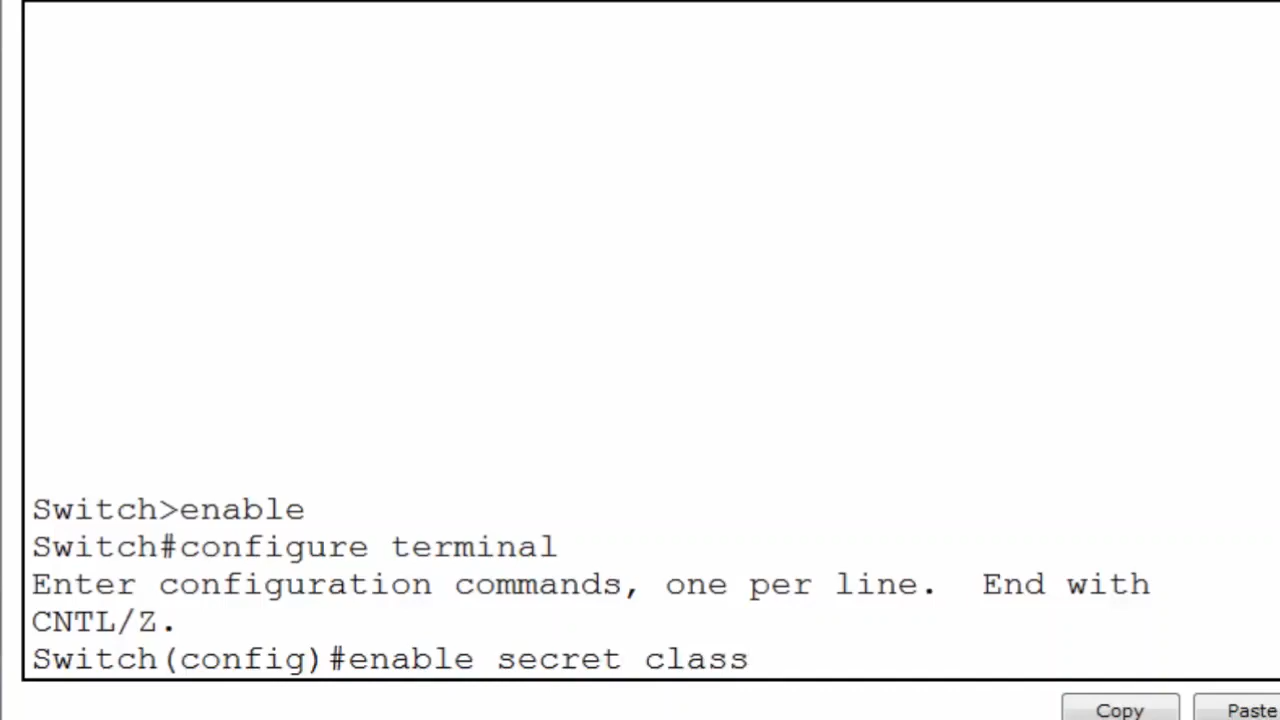 Switch>enable
Switch#configure terminal
Enter configuration commands, one per line.  End with
CNTL/Z.
Switch(config)#enable secret class
Copy
Paste